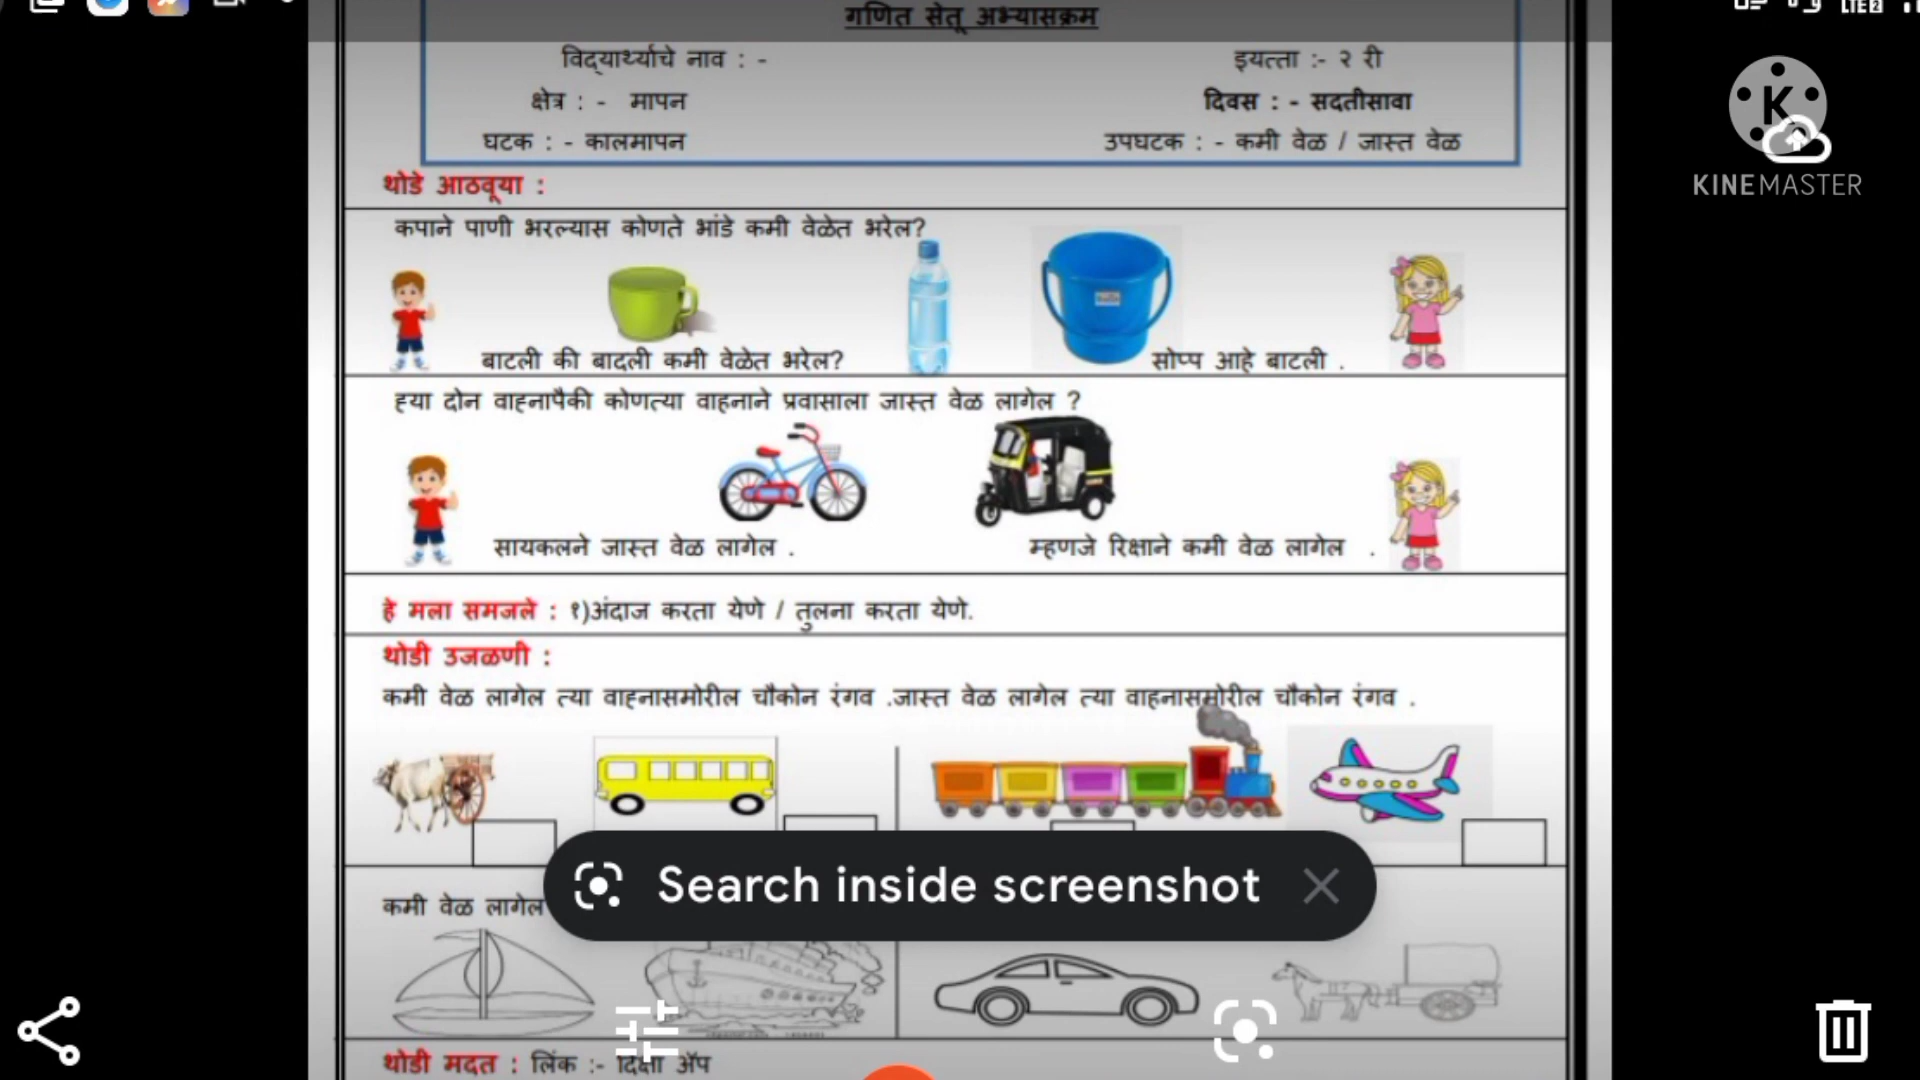 LTE2
गणित सेतू अभ्यासक्रम
विद्यार्थ्याचे नाव : -
इयत्ता :- २ री
क्षेत्र : - मापन
दिवस : - सदतीसावा
घटक : - कालमापन
उपघटक : - कमी वेळ / जास्त वेळ
KINEMASTER
थोडे आठवूया :
कपाने पाणी भरल्यास कोणते भांडे कमी वेळेत भरेल?
बाटली की बादली कमी वेळेत भरेल?
सोप्प आहे बाटली .
ह्या दोन वाहनापैकी कोणत्या वाहनाने प्रवासाला जास्त वेळ लागेल ?
सायकलने जास्त वेळ लागेल .
म्हणजे रिक्षाने कमी वेळ लागेल .
हे मला समजले : १)अंदाज करता येणे / तुलना करता येणे.
थोडी उजळणी :
कमी वेळ लागेल त्या वाहनासमोरील चौकोन रंगव .जास्त वेळ लागेल त्या वाहनासमोरील चौकोन रंगव .
Search inside screenshot
कमी वेळ लागेल
थोडी मदत : लिंक :- दिक्षा ॲप